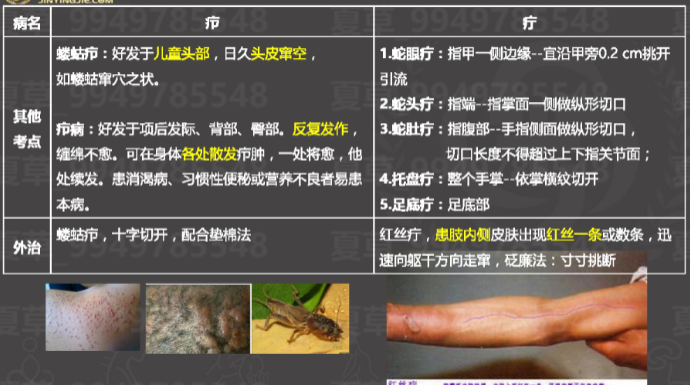 JINYINGJIE.COM
病名
疖
疔
其他
考点
蝼蛄疖：好发于儿童头部，日久头皮窜空，
如蝼蛄窜穴之状。
疖病：好发于项后发际、背部、臀部。反复发作，
缠绵不愈。可在身体各处散发疖肿，一处将愈，他
处续发。患消渴病、习惯性便秘或营养不良者易患
本病。
1.蛇眼疔：指甲一侧边缘--宜沿甲旁0.2 cm挑开
引流
2.蛇头疔：指端--指掌面一侧做纵形切口
3.蛇肚疔：指腹部--手指侧面做纵形切口，
切口长度不得超过上下指关节面；
4.托盘疔：整个手掌--依掌横纹切开
5.足底疔：足底部
外治
蝼蛄疖，十字切开，配合垫棉法
红丝疔，患肢内侧皮肤出现红丝一条或数条，迅
速向躯干方向走窜，砭廉法：寸寸挑断
夏草 9949785548
红丝疔